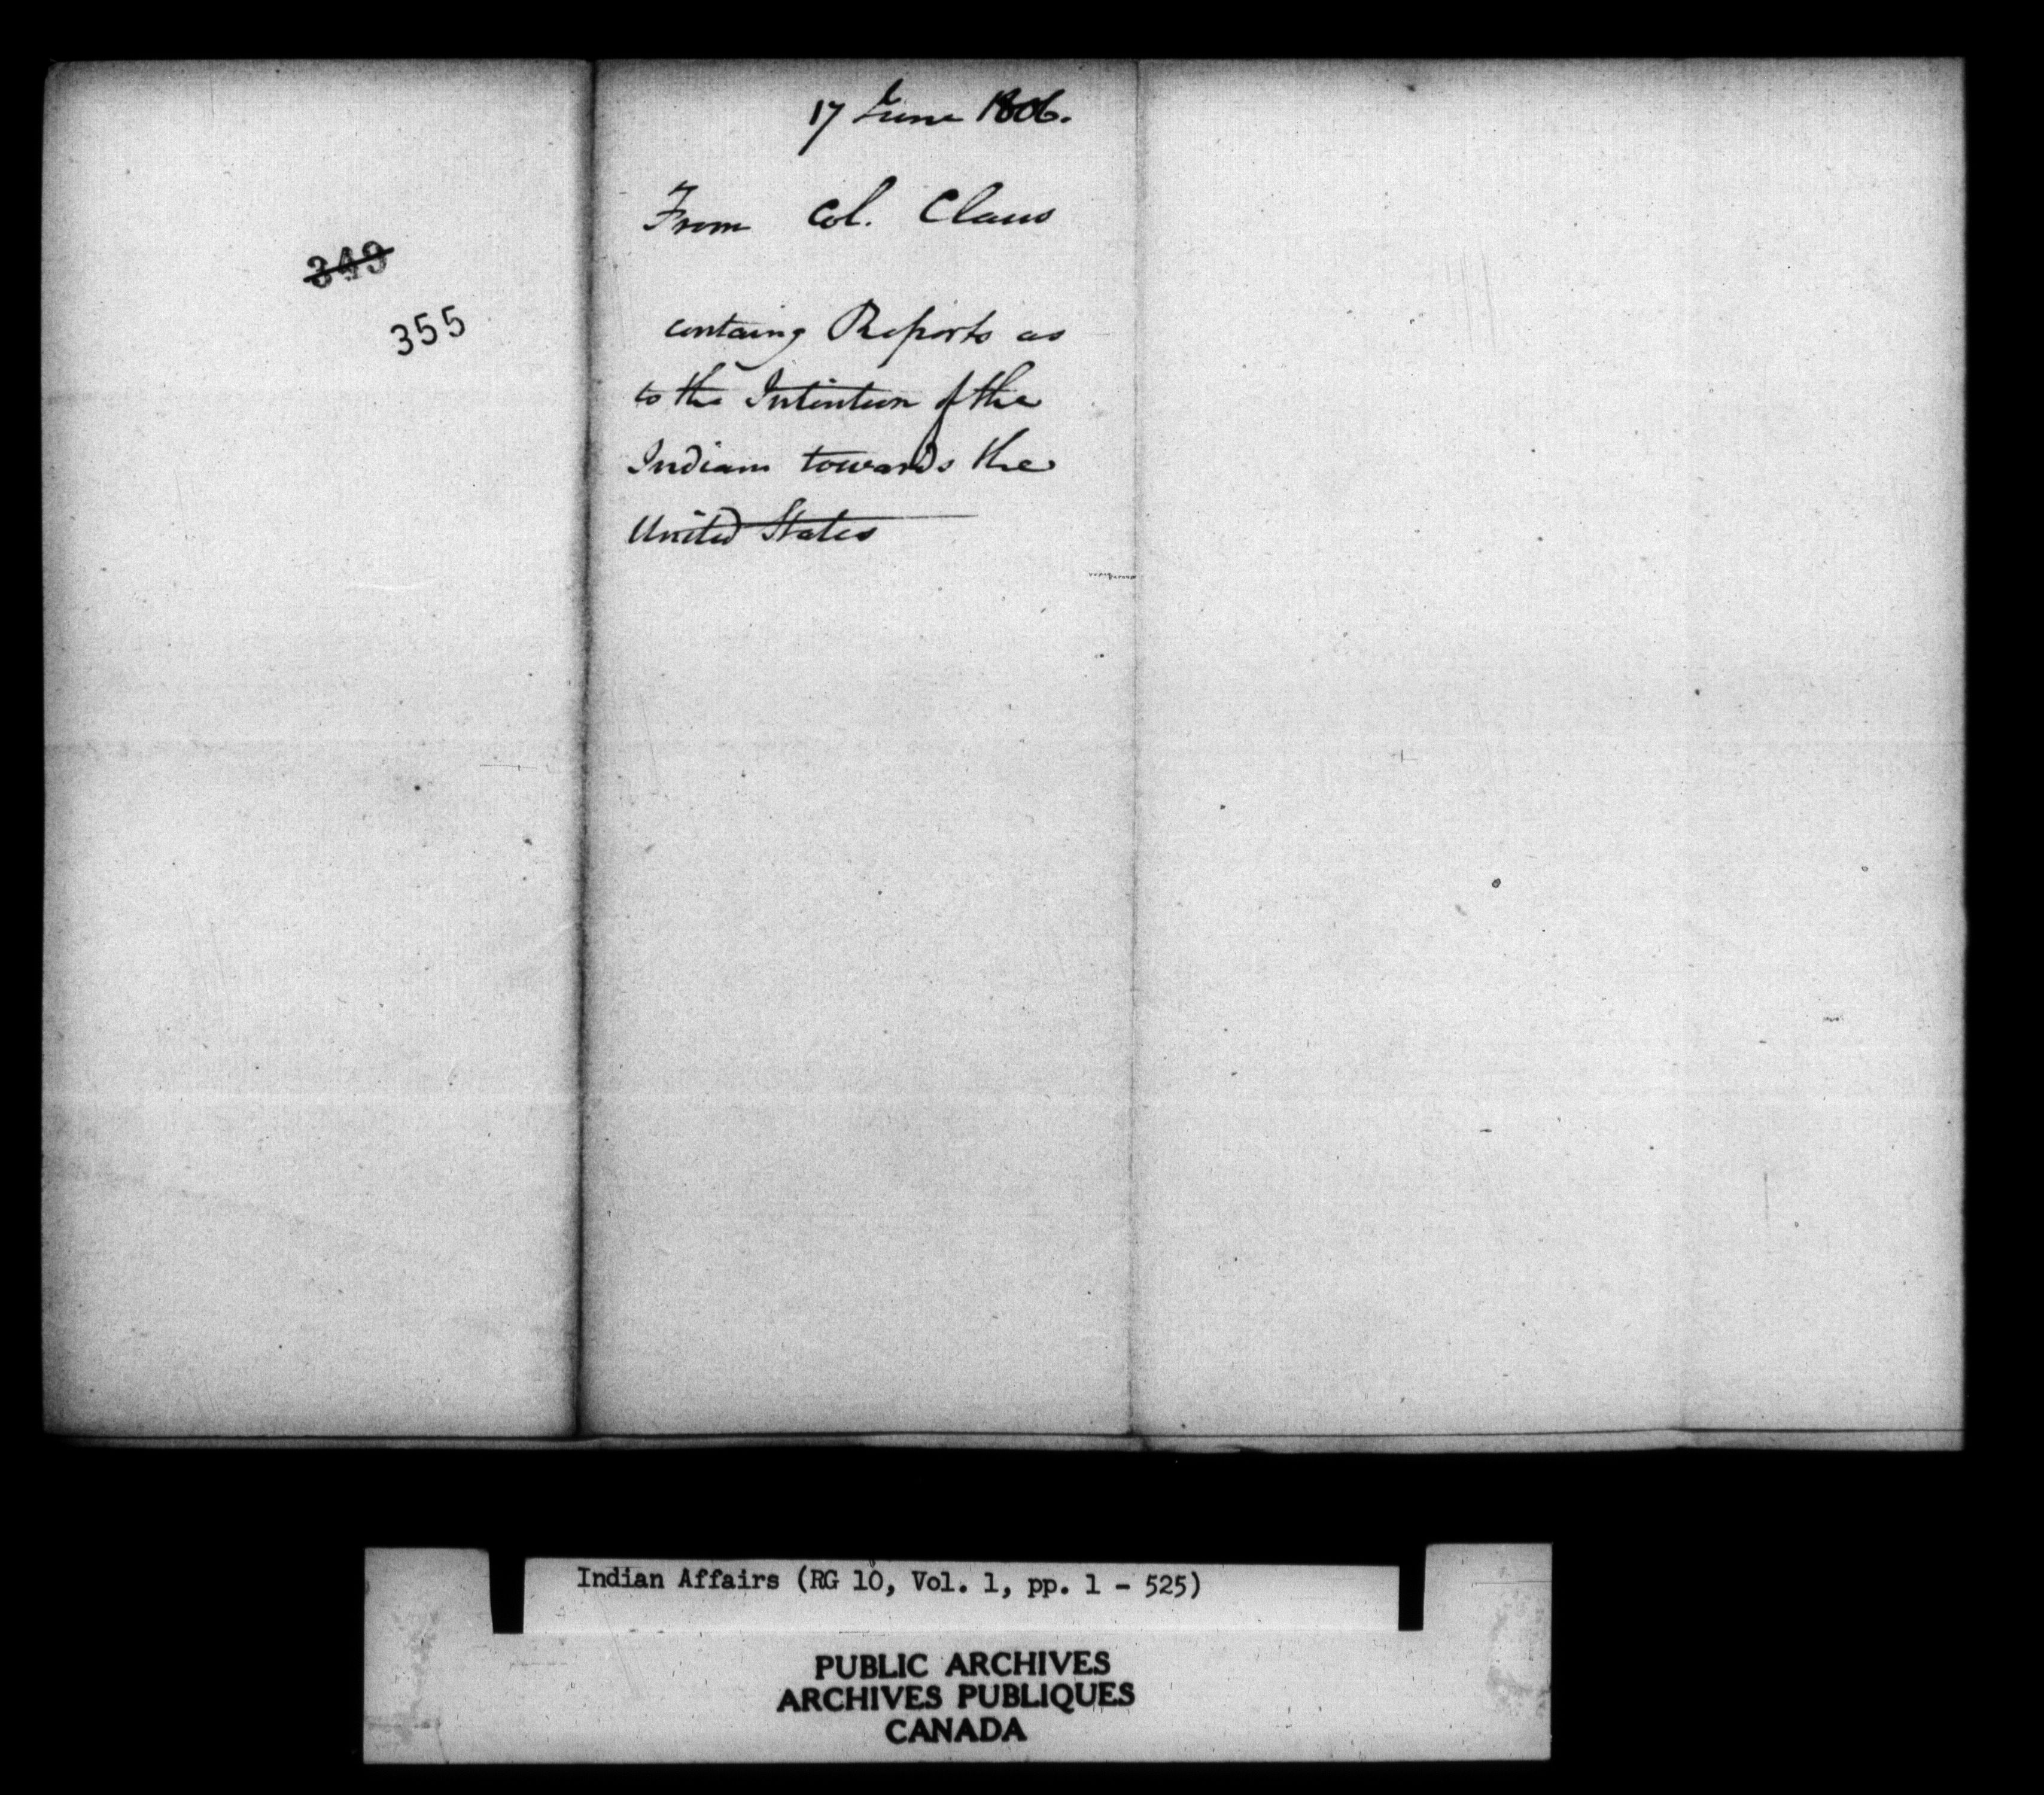 349
355
17 June 1806.
From Col. Claus
containg Reports as
to the Intention of the
Indians towards the
United States
Indian Affairs (RG 10, Vol. 1, pp. 1 - 525)
PUBLIC ARCHIVES
ARCHIVES PUBLIQUES
CANADA